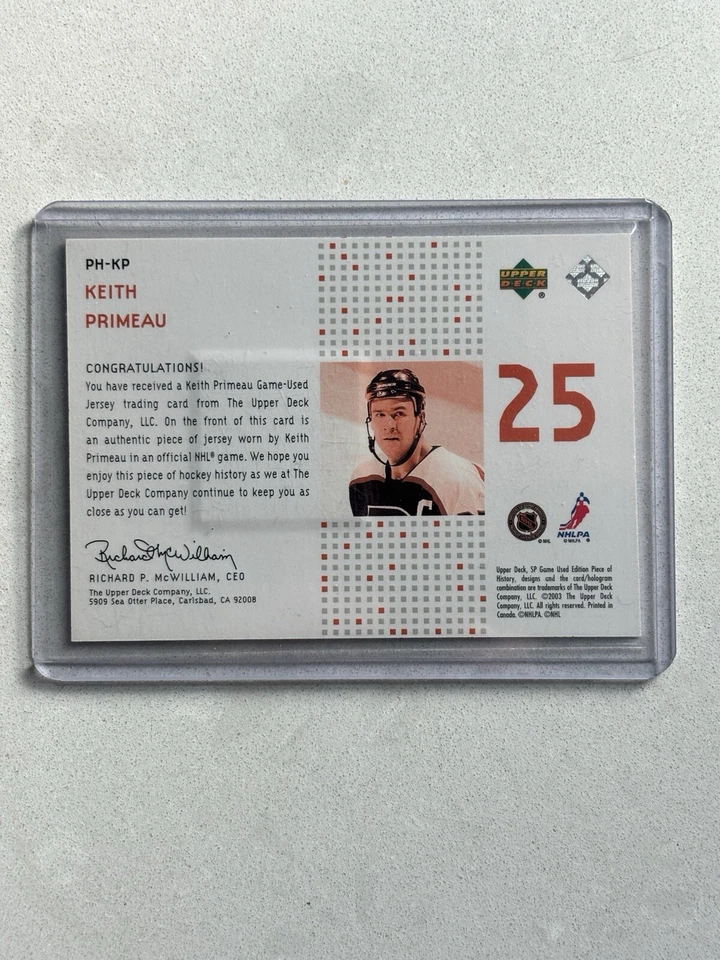 PH-KP
KEITH
PRIMEAU
CONGRATULATIONS!
You have received a Keith Primeau Game-Used
Jersey trading card from The Upper Deck
Company, LLC. On the front of this card is
an authentic piece of jersey worn by Keith
Primeau in an official NHL® game. We hope you
enjoy this piece of hockey history as we at The
Upper Deck Company continue to keep you as
close as you can get!
Richard P. McWilliam
RICHARD P. McWILLIAM, CEO
The Upper Deck Company, LLC.
5909 Sea Otter Place, Carlsbad, CA 92008
UPPER
DECK
®
25
NHL
© NHL
NHLPA
© NHLPA
Upper Deck, SP Game Used Edition Piece of
History, designs and the card/hologram
combination are trademarks of The Upper Deck
Company, LLC. ©2003 The Upper Deck
Company, LLC. All rights reserved. Printed in
Canada. ©NHLPA. ©NHL